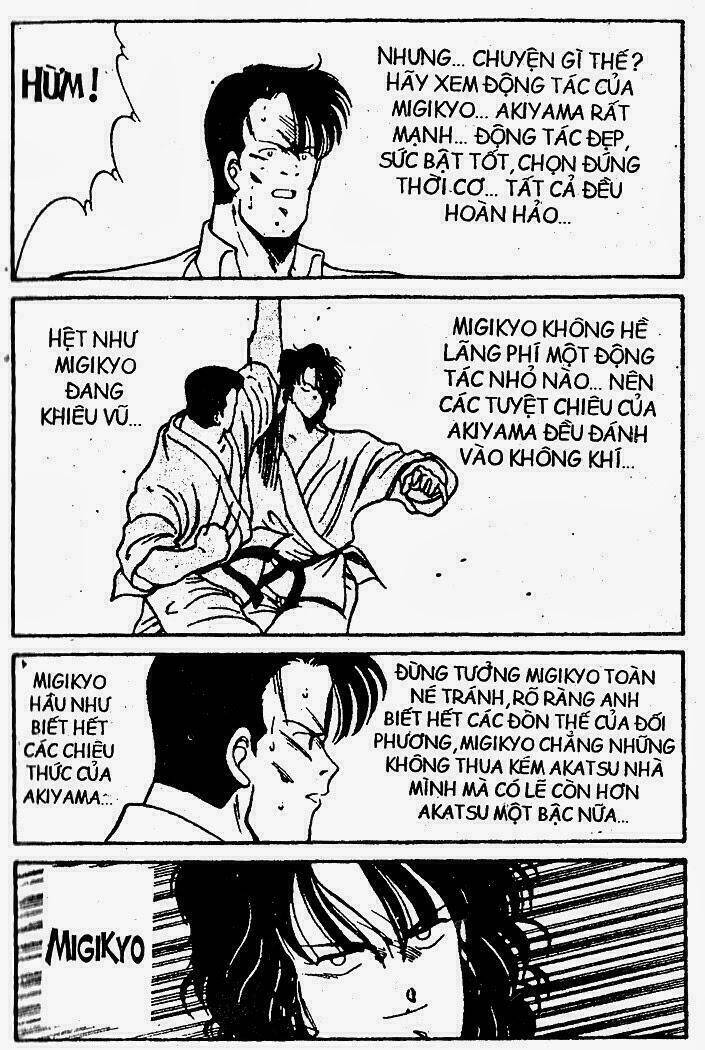 HỪM!
NHƯNG... CHUYỆN GÌ THẾ?
HÃY XEM ĐỘNG TÁC CỦA
MIGIKYO... AKIYAMA RẤT
MẠNH... ĐỘNG TÁC ĐẸP,
SỨC BẬT TỐT, CHỌN ĐÚNG
THỜI CƠ... TẤT CẢ ĐỀU
HOÀN HẢO...
HỆT NHƯ
MIGIKYO
ĐANG
KHIÊU VŨ...
MIGIKYO KHÔNG HỀ
LÃNG PHÍ MỘT ĐỘNG
TÁC NHỎ NÀO... NÊN
CÁC TUYỆT CHIÊU CỦA
AKIYAMA ĐỀU ĐÁNH
VÀO KHÔNG KHÍ...
MIGIKYO
HẦU NHƯ
BIẾT HẾT
CÁC CHIÊU
THỨC CỦA
AKIYAMA...
ĐỪNG TƯỞNG MIGIKYO TOÀN
NÉ TRÁNH, RÕ RÀNG ANH
BIẾT HẾT CÁC ĐÒN THẾ CỦA ĐỐI
PHƯƠNG, MIGIKYO CHẲNG NHỮNG
KHÔNG THUA KÉM AKATSU NHÀ
MÌNH MÀ CÓ LẼ CÒN HƠN
AKATSU MỘT BẬC NỮA...
MIGIKYO